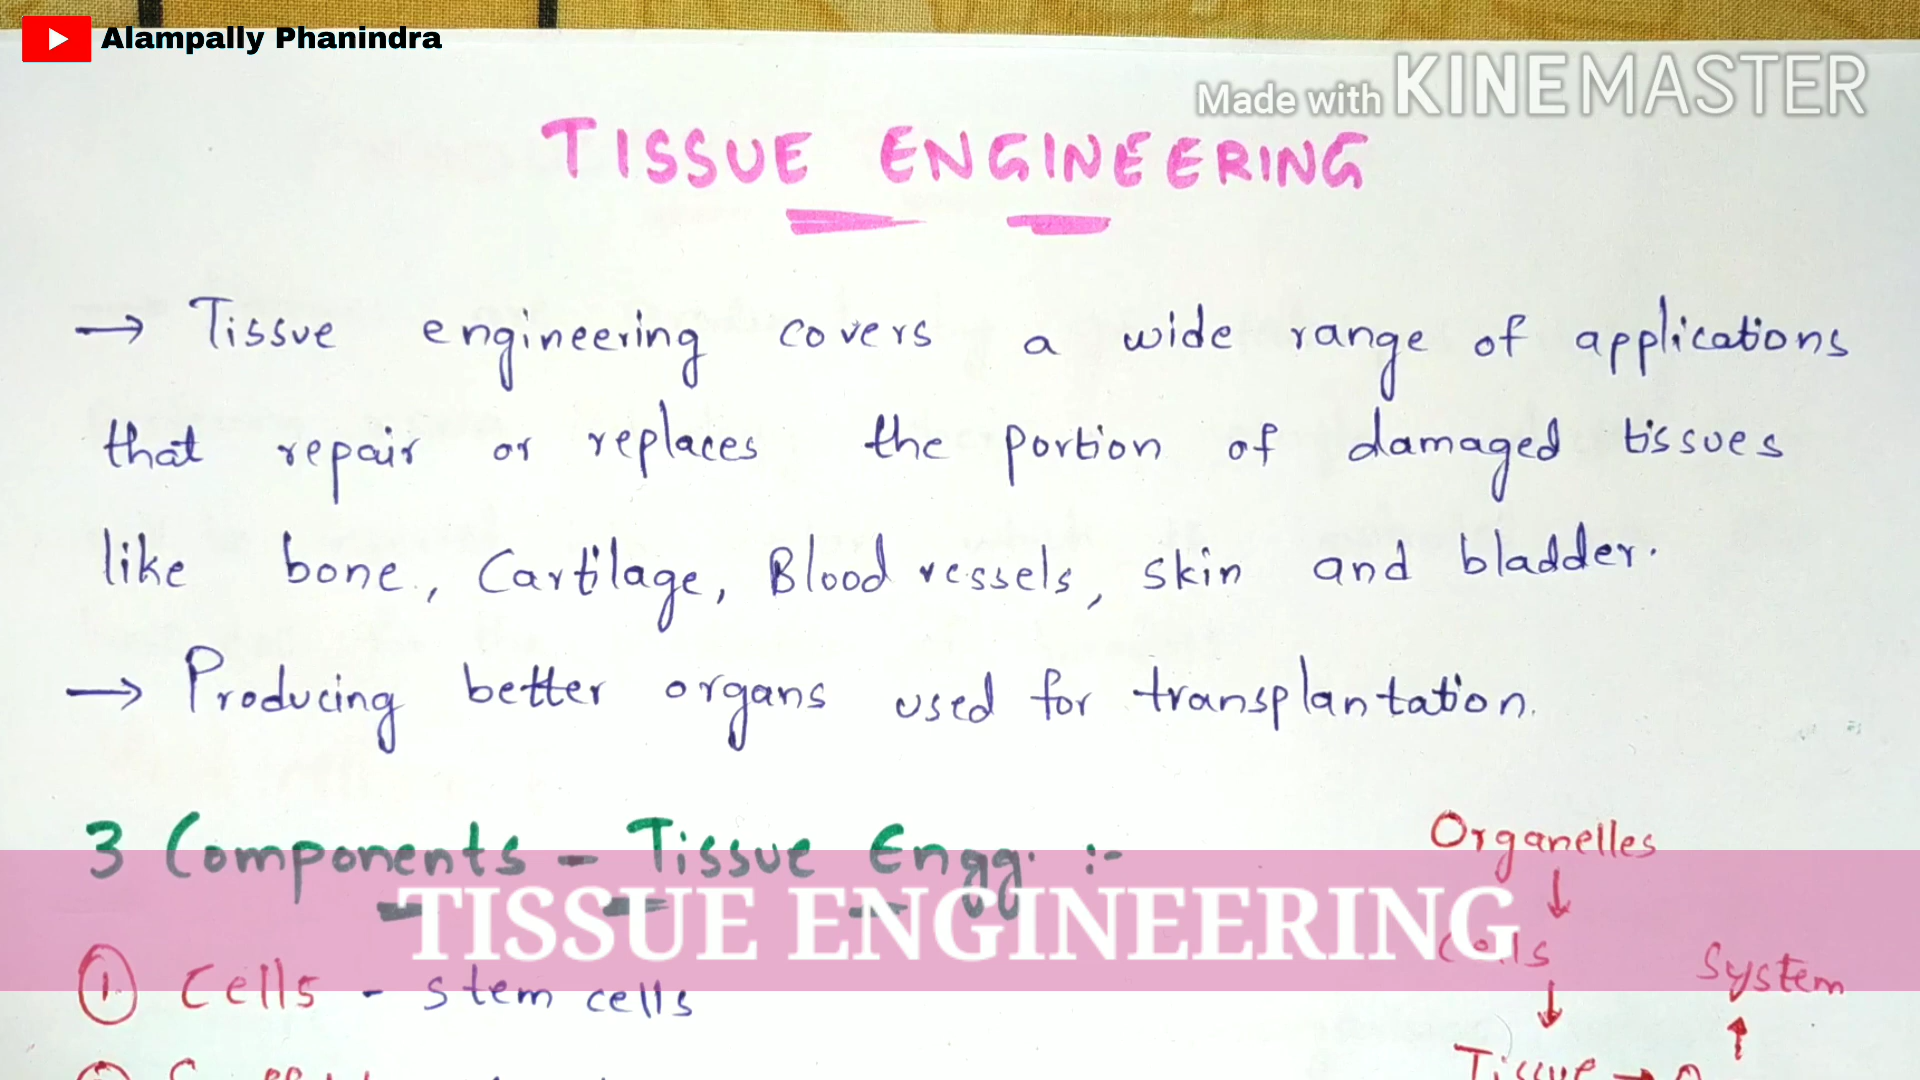 Alampally Phanindra
Made with KINEMASTER
TISSUE ENGINEERING
→ Tissue engineering covers a wide range of applications
that repair or replaces the portion of damaged tissues
like bone, Cartilage, Blood vessels, skin and bladder.
→ Producing better organs used for transplantation.
3 Components - Tissue Engg. :-
TISSUE ENGINEERING
① Cells - stem cells
Organelles
↓
Cells
↓
System
↑
Tissue →